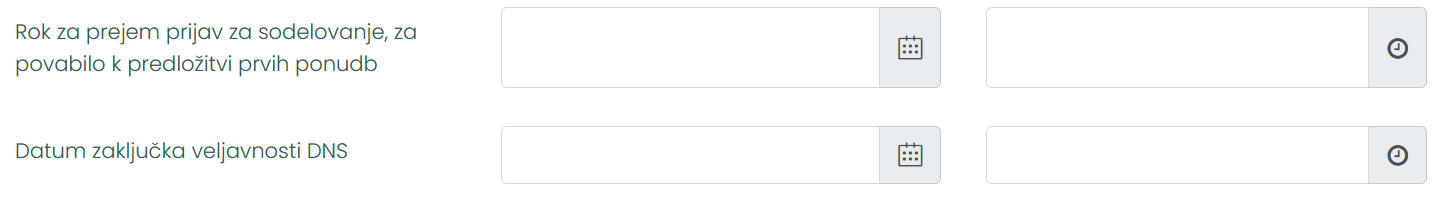 Rok za prejem prijav za sodelovanje, za
povabilo k predložitvi prvih ponudb
Datum zaključka veljavnosti DNS